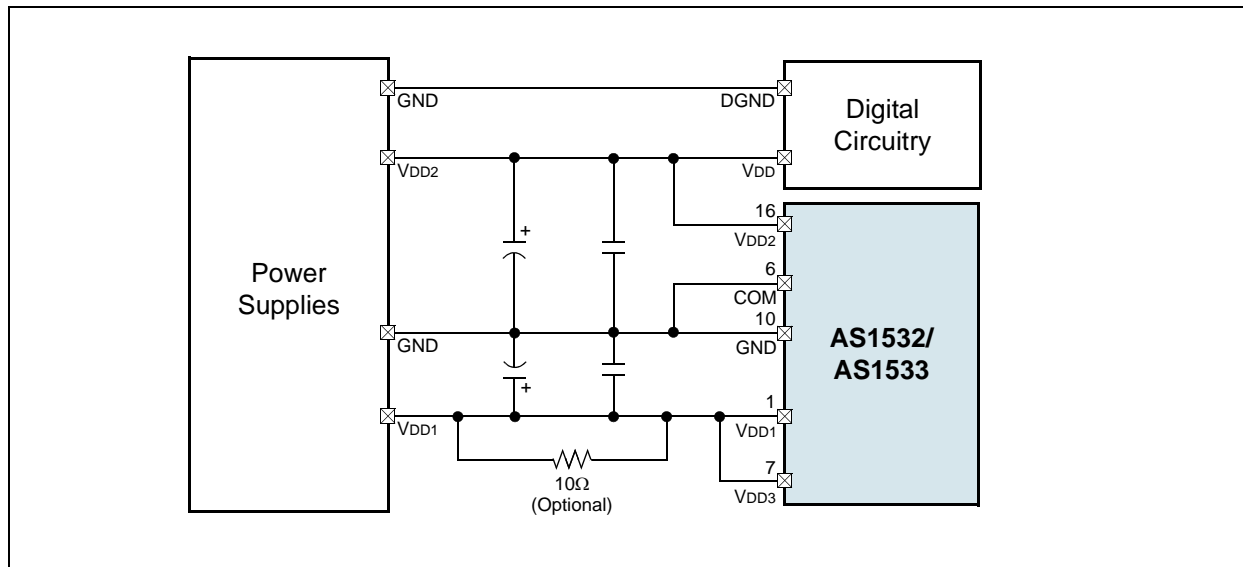 Power
Supplies
GND
VDD2
GND
VDD1
+
+
10Ω
(Optional)
DGND
VDD
Digital
Circuitry
16
VDD2
6
COM
10
GND
1
VDD1
7
VDD3
AS1532/
AS1533